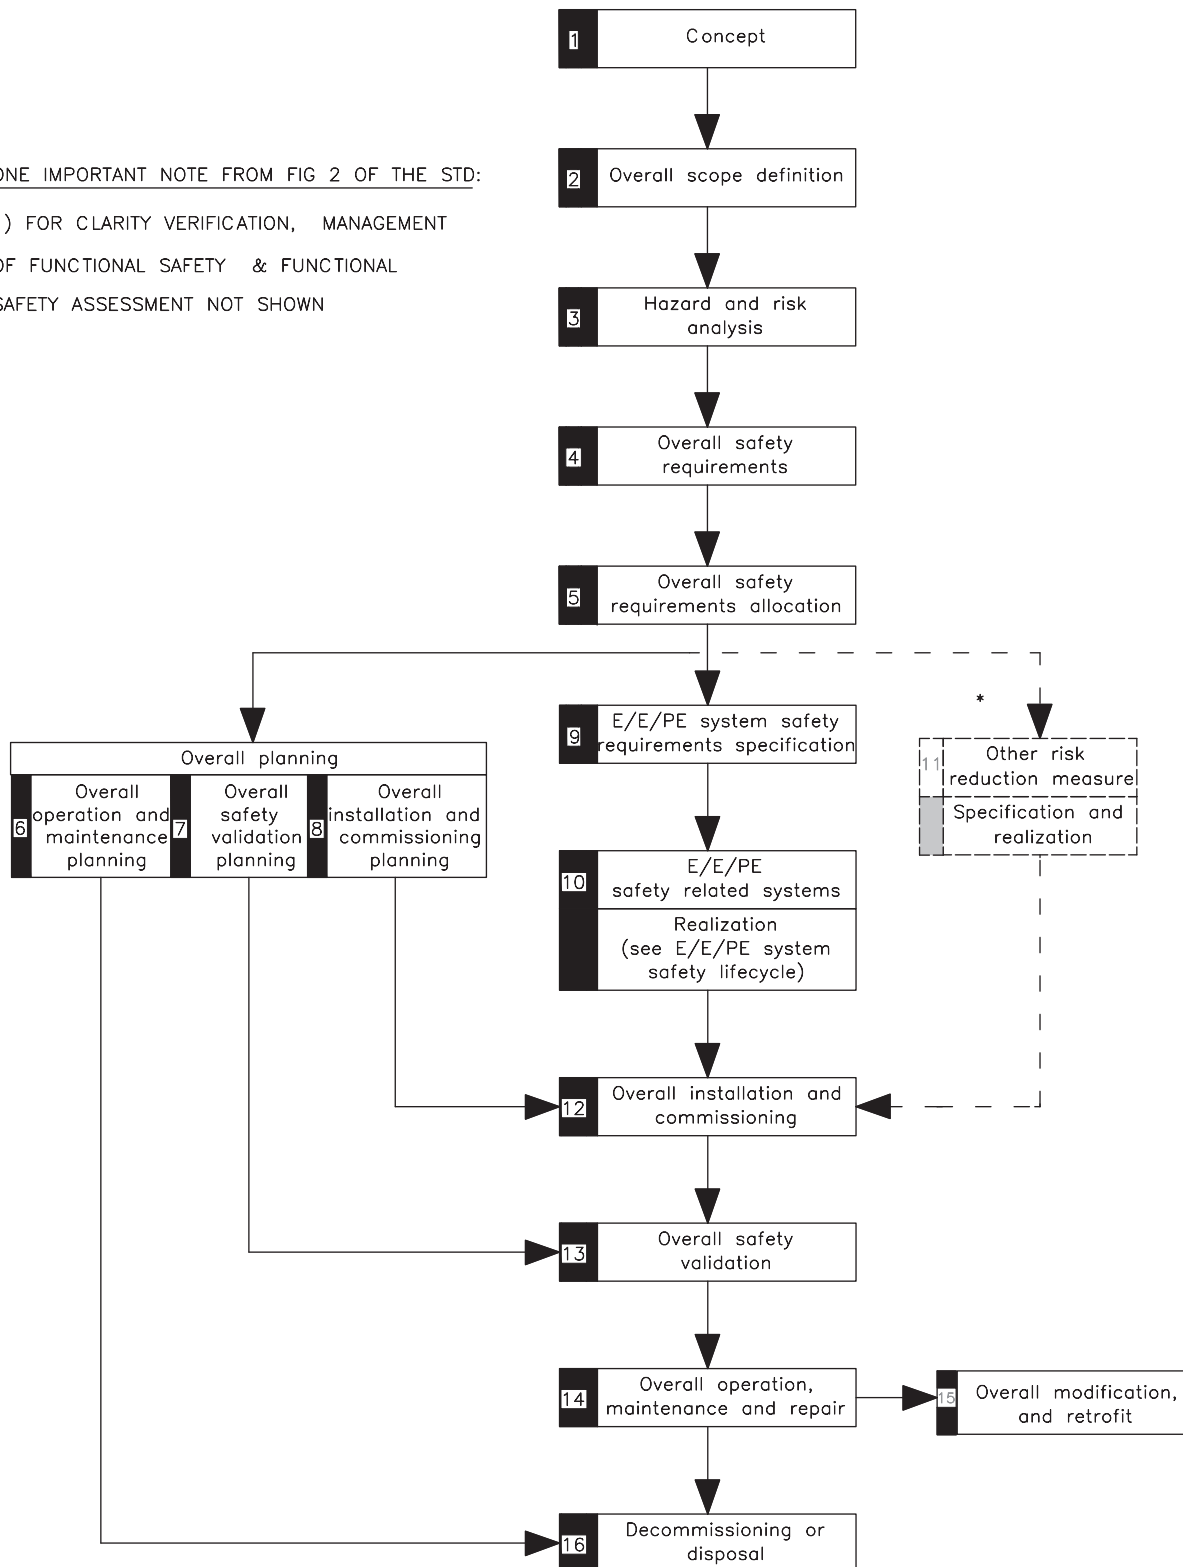 1
Concept
ONE IMPORTANT NOTE FROM FIG 2 OF THE STD:
) FOR CLARITY VERIFICATION, MANAGEMENT
OF FUNCTIONAL SAFETY & FUNCTIONAL
SAFETY ASSESSMENT NOT SHOWN
2
Overall scope definition
3
Hazard and risk
analysis
4
Overall safety
requirements
5
Overall safety
requirements allocation
*
Overall planning
6
Overall
operation and
maintenance
planning
7
Overall
safety
validation
planning
8
Overall
installation and
commissioning
planning
9
E/E/PE system safety
requirements specification
11
Other risk
reduction measure
Specification and
realization
10
E/E/PE
safety related systems
Realization
(see E/E/PE system
safety lifecycle)
12
Overall installation and
commissioning
13
Overall safety
validation
14
Overall operation,
maintenance and repair
15
Overall modification,
and retrofit
16
Decommissioning or
disposal